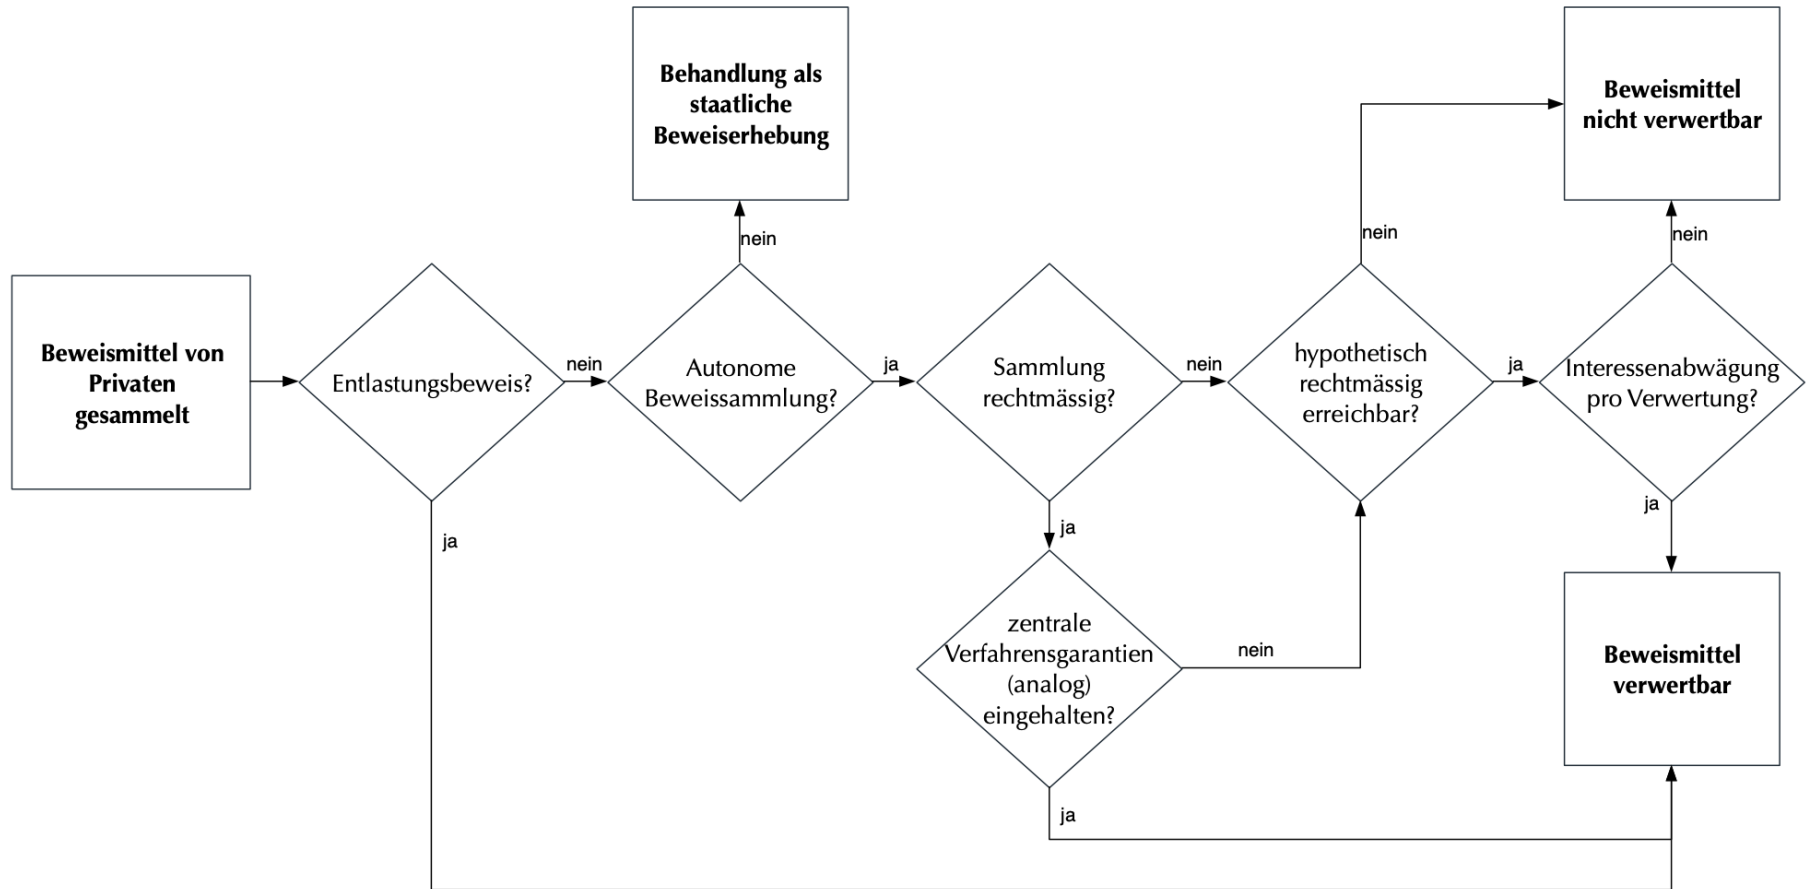 Behandlung als
staatliche
Beweiserhebung
Beweismittel
nicht verwertbar
nein
nein
nein
Beweismittel von
Privaten
gesammelt
Entlastungsbeweis?
nein
Autonome
Beweissammlung?
ja
Sammlung
rechtmässig?
nein
hypothetisch
rechtmässig
erreichbar?
ja
Interessenabwägung
pro Verwertung?
ja
ja
ja
zentrale
Verfahrensgarantien
(analog)
eingehalten?
nein
Beweismittel
verwertbar
ja